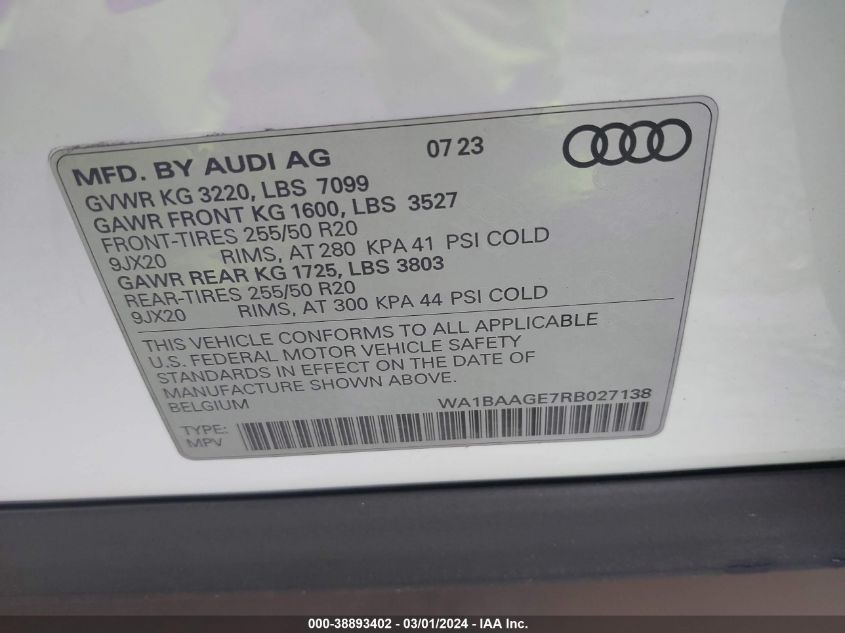 MFD. BY AUDI AG 07 23
GVWR KG 3220, LBS 7099
GAWR FRONT KG 1600, LBS 3527
FRONT-TIRES 255/50 R20
9JX20 RIMS, AT 280 KPA 41 PSI COLD
GAWR REAR KG 1725, LBS 3803
REAR-TIRES 255/50 R20
9JX20 RIMS, AT 300 KPA 44 PSI COLD
THIS VEHICLE CONFORMS TO ALL APPLICABLE
U.S. FEDERAL MOTOR VEHICLE SAFETY
STANDARDS IN EFFECT ON THE DATE OF
MANUFACTURE SHOWN ABOVE.
BELGIUM WA1BAAGE7RB027138
TYPE:
MPV
000-38893402 - 03/01/2024 - IAA Inc.